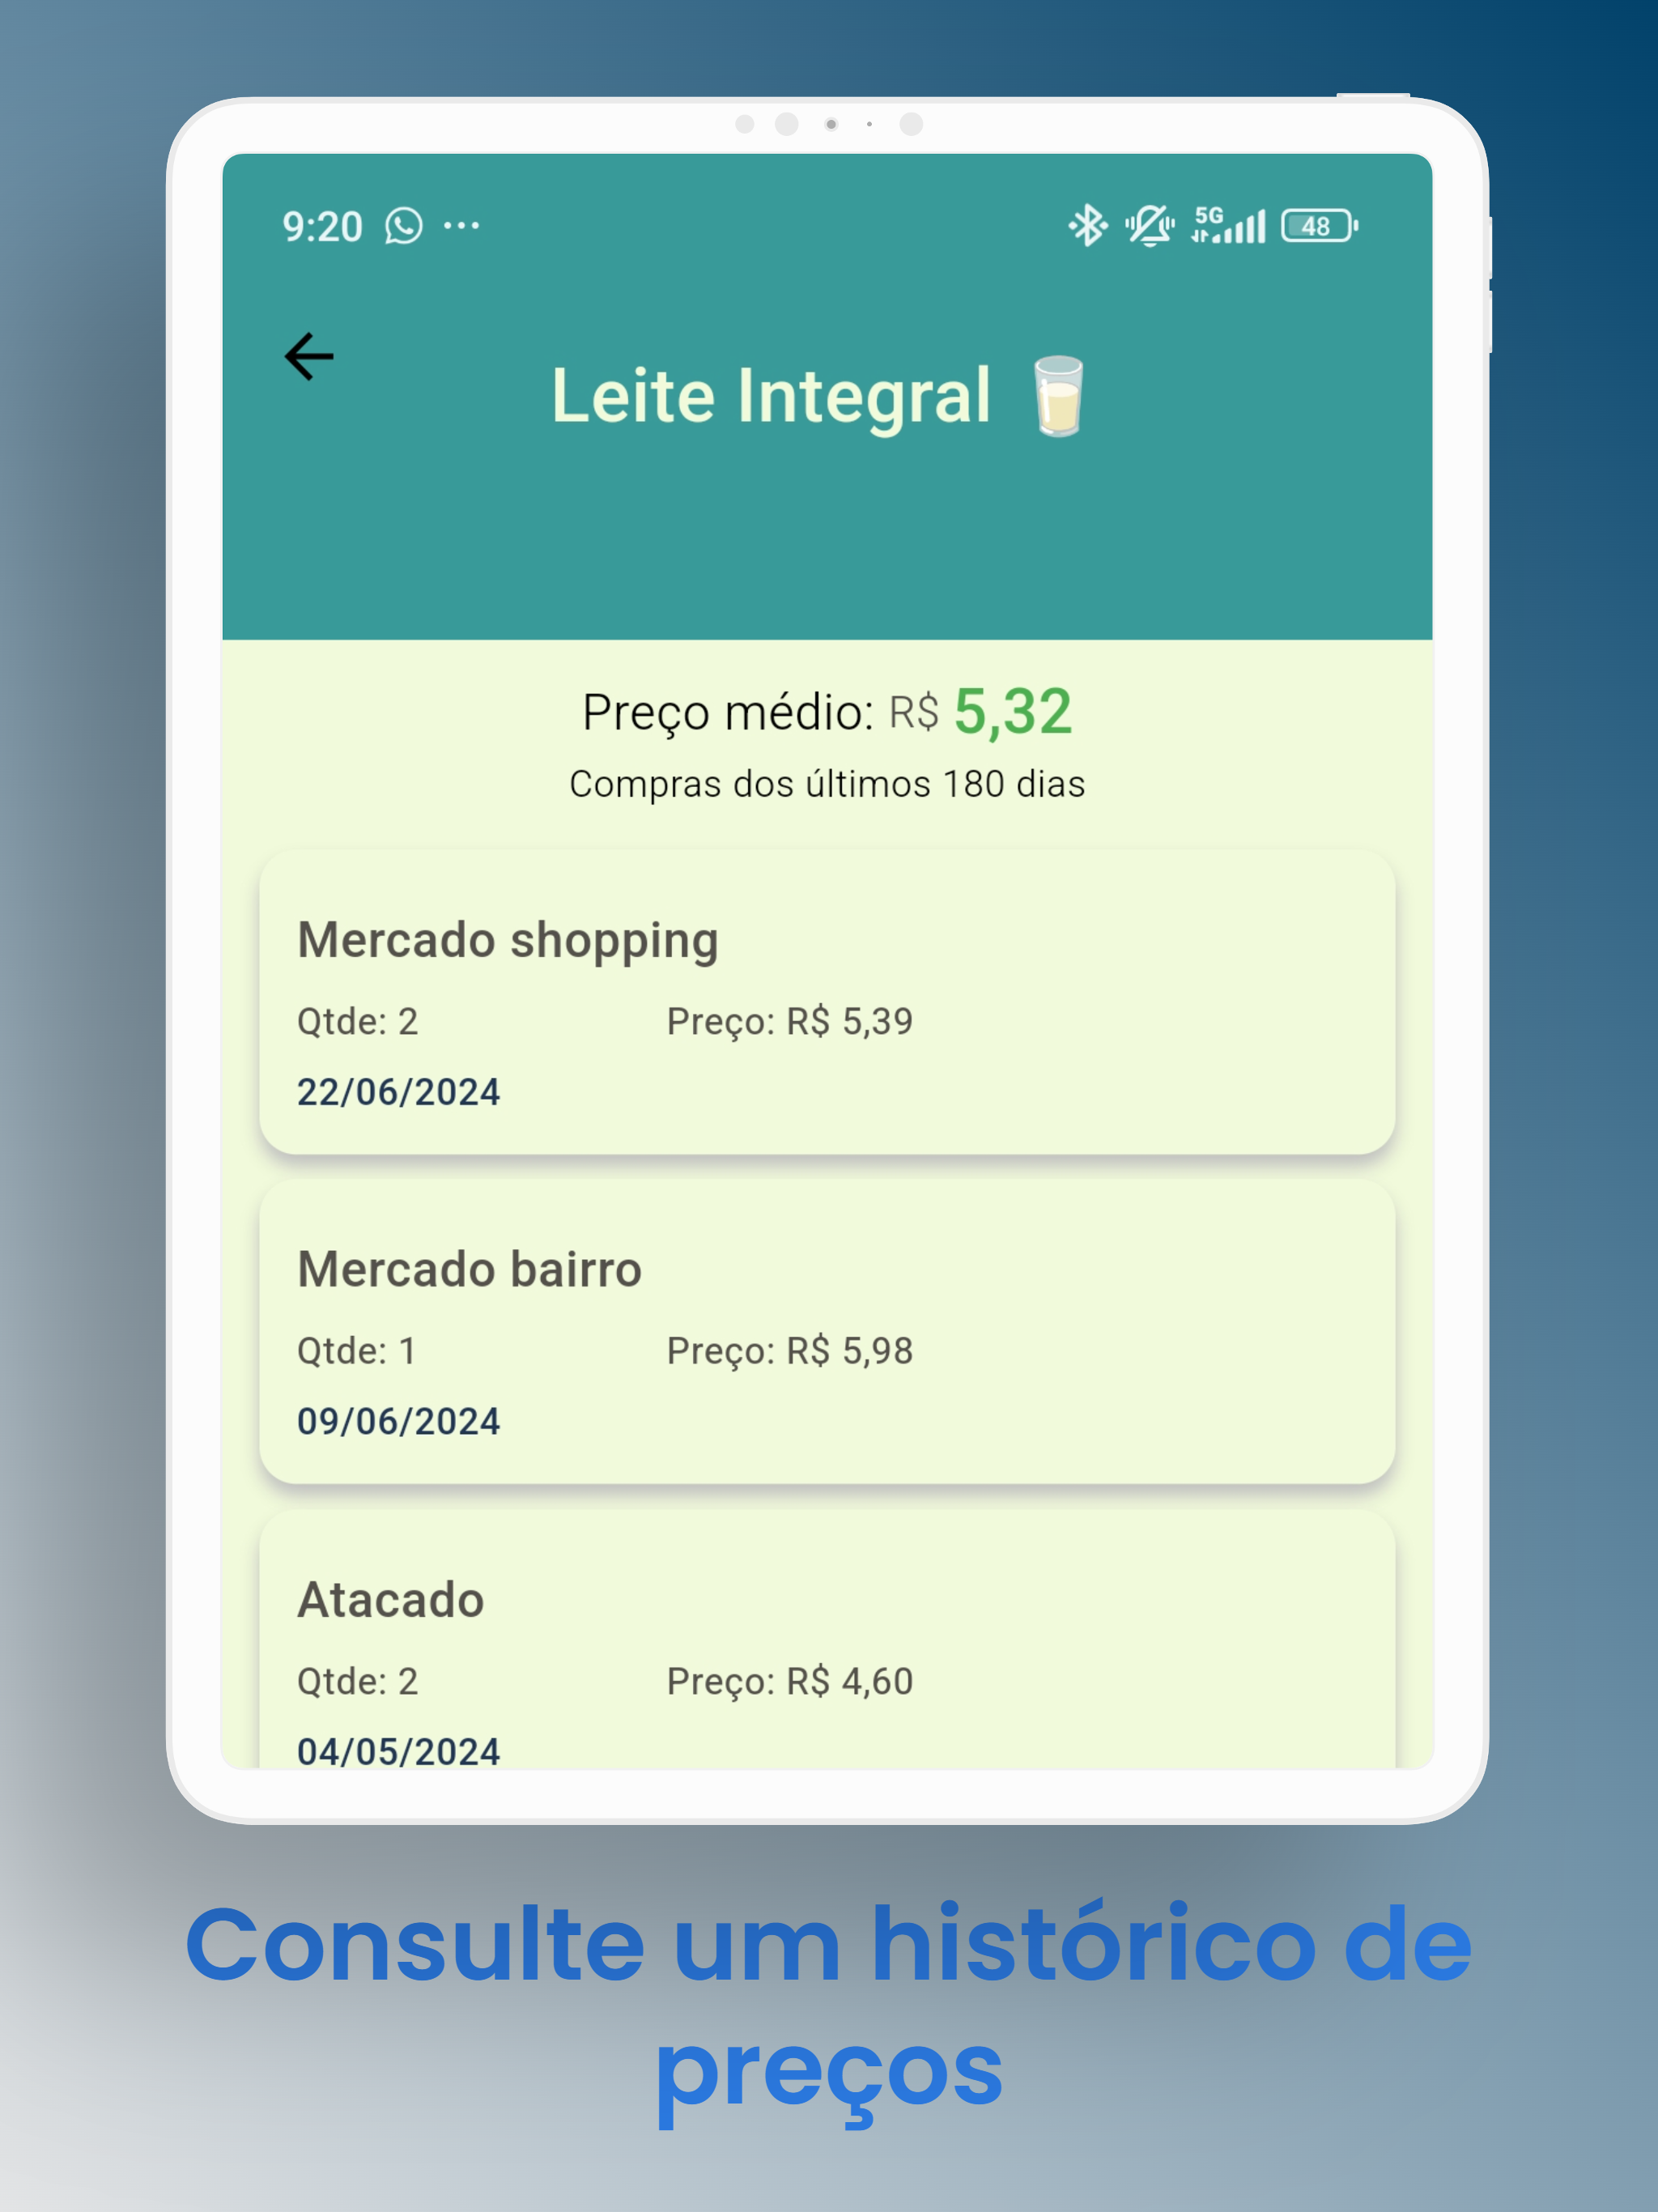 9:20
5G
48
Leite Integral
Preço médio: R$ 5,32
Compras dos últimos 180 dias
Mercado shopping
Qtde: 2 Preço: R$ 5,39
22/06/2024
Mercado bairro
Qtde: 1 Preço: R$ 5,98
09/06/2024
Atacado
Qtde: 2 Preço: R$ 4,60
04/05/2024
Consulte um histórico de
preços